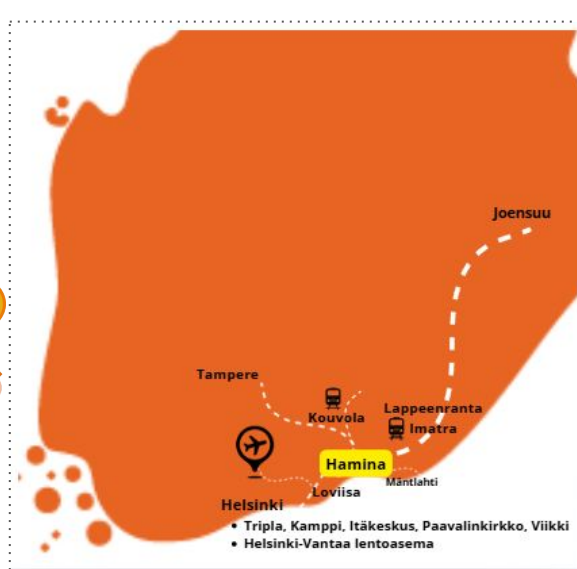 Joensuu
Tampere
Kouvola
Lappeenranta
Imatra
Hamina
Mäntlahti
Loviisa
Helsinki
• Tripla, Kamppi, Itäkeskus, Paavalinkirkko, Viikki
• Helsinki-Vantaa lentoasema